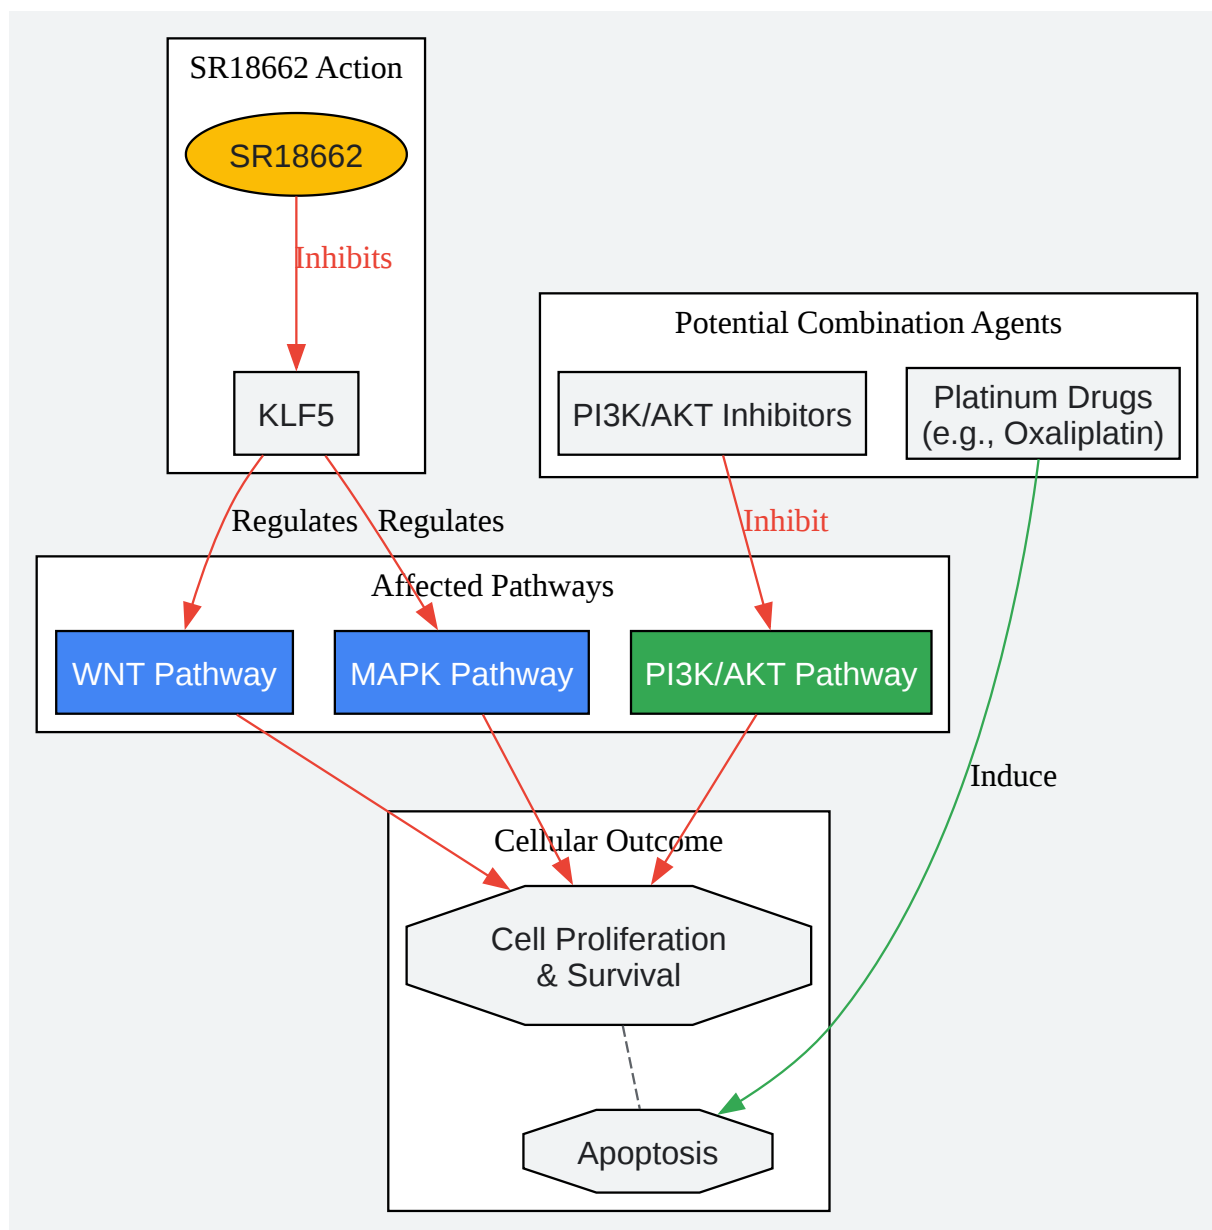 SR18662 Action
SR18662
Inhibits
Potential Combination Agents
KLF5
PI3K/AKT Inhibitors
Platinum Drugs
(e.g., Oxaliplatin)
Regulates
Regulates
Inhibit
Affected Pathways
WNT Pathway
MAPK Pathway
PI3K/AKT Pathway
Induce
Cellular Outcome
Cell Proliferation
& Survival
Apoptosis